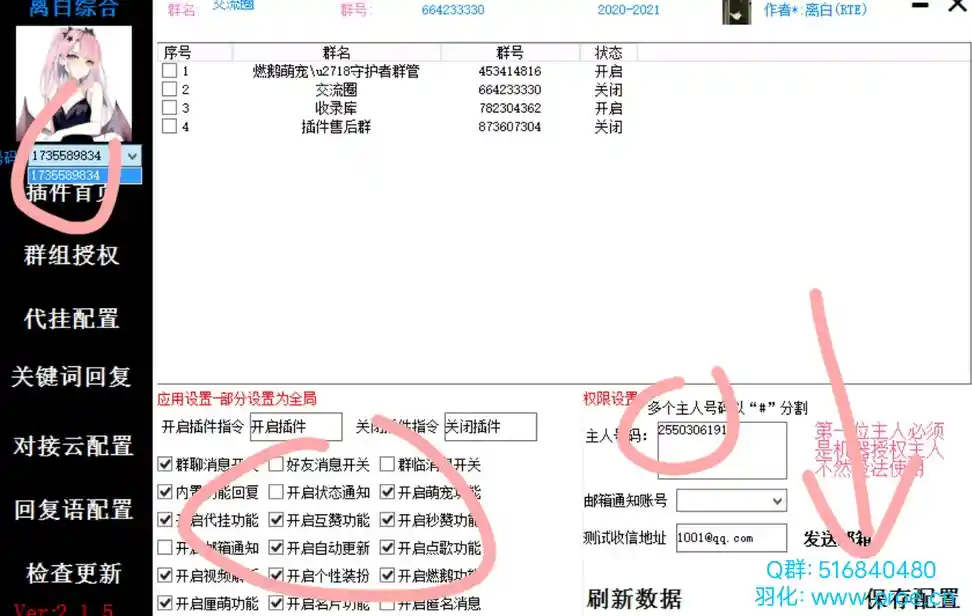 离白综合
群名: 交流圈 群号: 664233330 2020-2021 作者*:离白(RTE)
序号 群名 群号 状态
1 燃鹅萌宠\u2718守护者群管 453414816 开启
2 交流圈 664233330 关闭
3 收录库 782304362 开启
4 插件售后群 873607304 关闭
1735589834
1735589834
插件首页
群组授权
代挂配置
关键词回复
对接云配置
回复语配置
检查更新
Ver:2.1.5
应用设置-部分设置为全局
开启插件指令 开启插件 关闭插件指令 关闭插件
群聊消息开关 好友消息开关 群临消息开关
内置功能回复 开启状态通知 开启萌宠功能
开启代挂功能 开启互赞功能 开启秒赞功能
开启邮箱通知 开启自动更新 开启点歌功能
开启视频解析 开启个性装扮 开启燃鹅功能
开启匿萌功能 开启名片功能 开启匿名消息
权限设置
多个主人号码以“#”分割
主人号码: 2550306191
第一位主人必须
是机器授权主人
不然没法使用
邮箱通知账号
测试收信地址 1001@qq.com 发送邮箱
刷新数据 保存配置
Q群: 516840480
羽化: